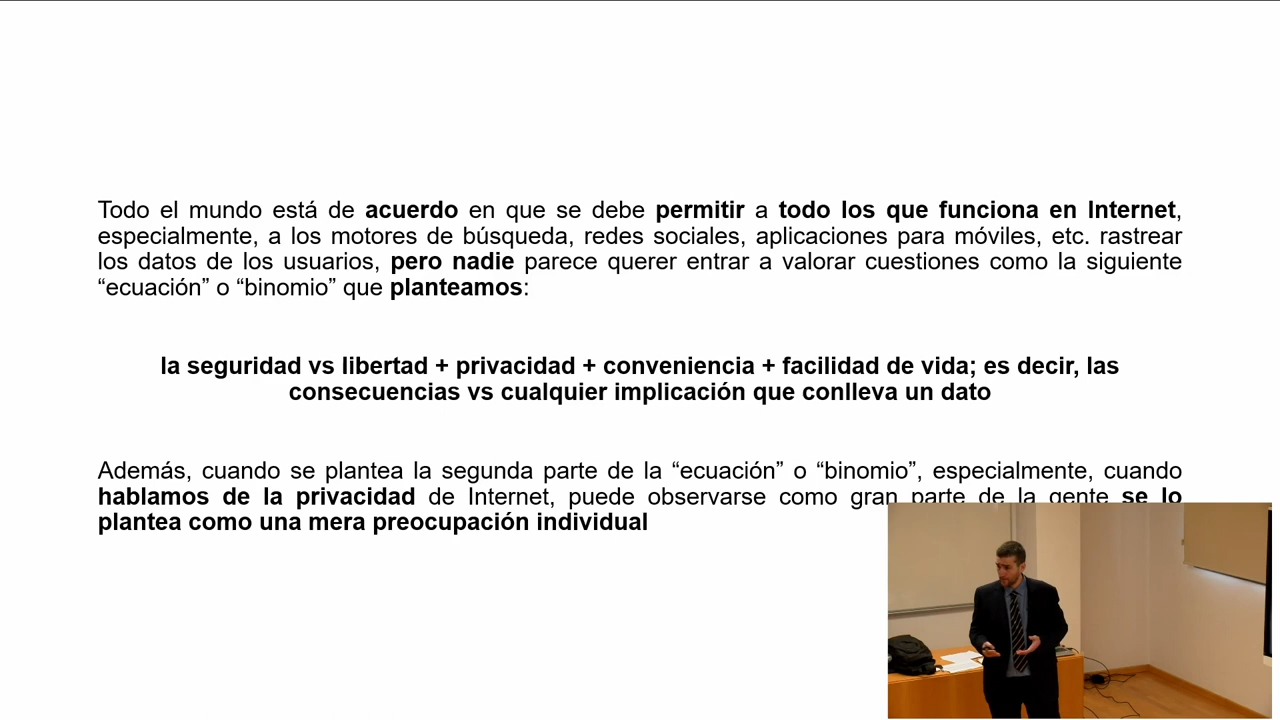 Todo el mundo está de acuerdo en que se debe permitir a todo los que funciona en Internet,
especialmente, a los motores de búsqueda, redes sociales, aplicaciones para móviles, etc. rastrear
los datos de los usuarios, pero nadie parece querer entrar a valorar cuestiones como la siguiente
“ecuación” o “binomio” que planteamos:
la seguridad vs libertad + privacidad + conveniencia + facilidad de vida; es decir, las
consecuencias vs cualquier implicación que conlleva un dato
Además, cuando se plantea la segunda parte de la “ecuación” o “binomio”, especialmente, cuando
hablamos de la privacidad de Internet, puede observarse como gran parte de la gente se lo
plantea como una mera preocupación individual